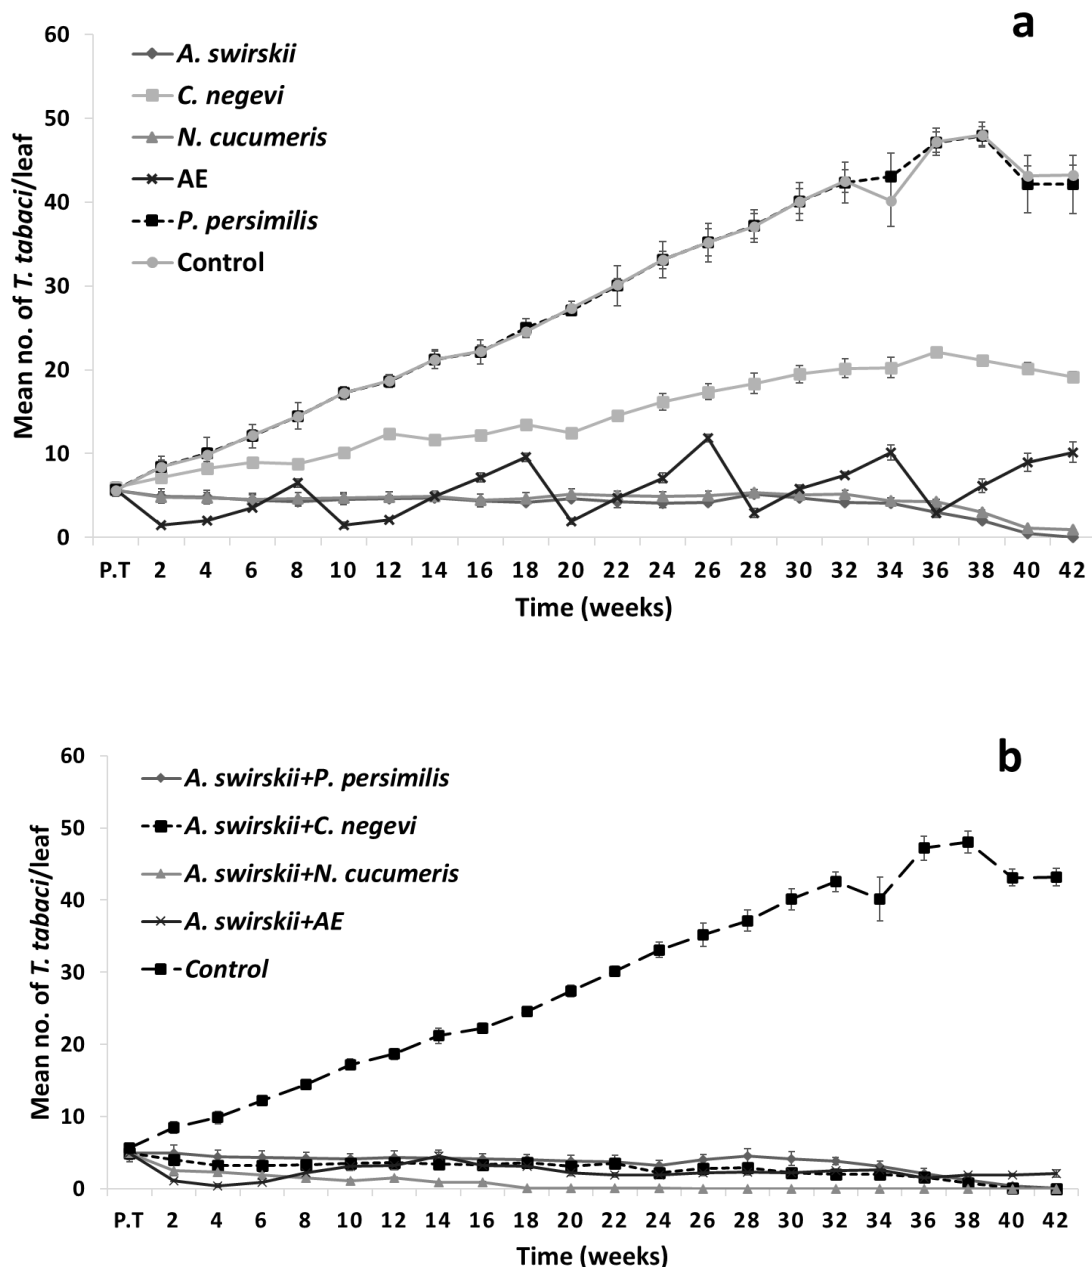 a
60
50
40
30
20
10
0
Mean no. of T. tabaci/leaf
A. swirskii
C. negevi
N. cucumeris
AE
P. persimilis
Control
P.T 2 4 6 8 10 12 14 16 18 20 22 24 26 28 30 32 34 36 38 40 42
Time (weeks)
b
60
50
40
30
20
10
0
Mean no. of T. tabaci/leaf
A. swirskii+P. persimilis
A. swirskii+C. negevi
A. swirskii+N. cucumeris
A. swirskii+AE
Control
P.T 2 4 6 8 10 12 14 16 18 20 22 24 26 28 30 32 34 36 38 40 42
Time (weeks)